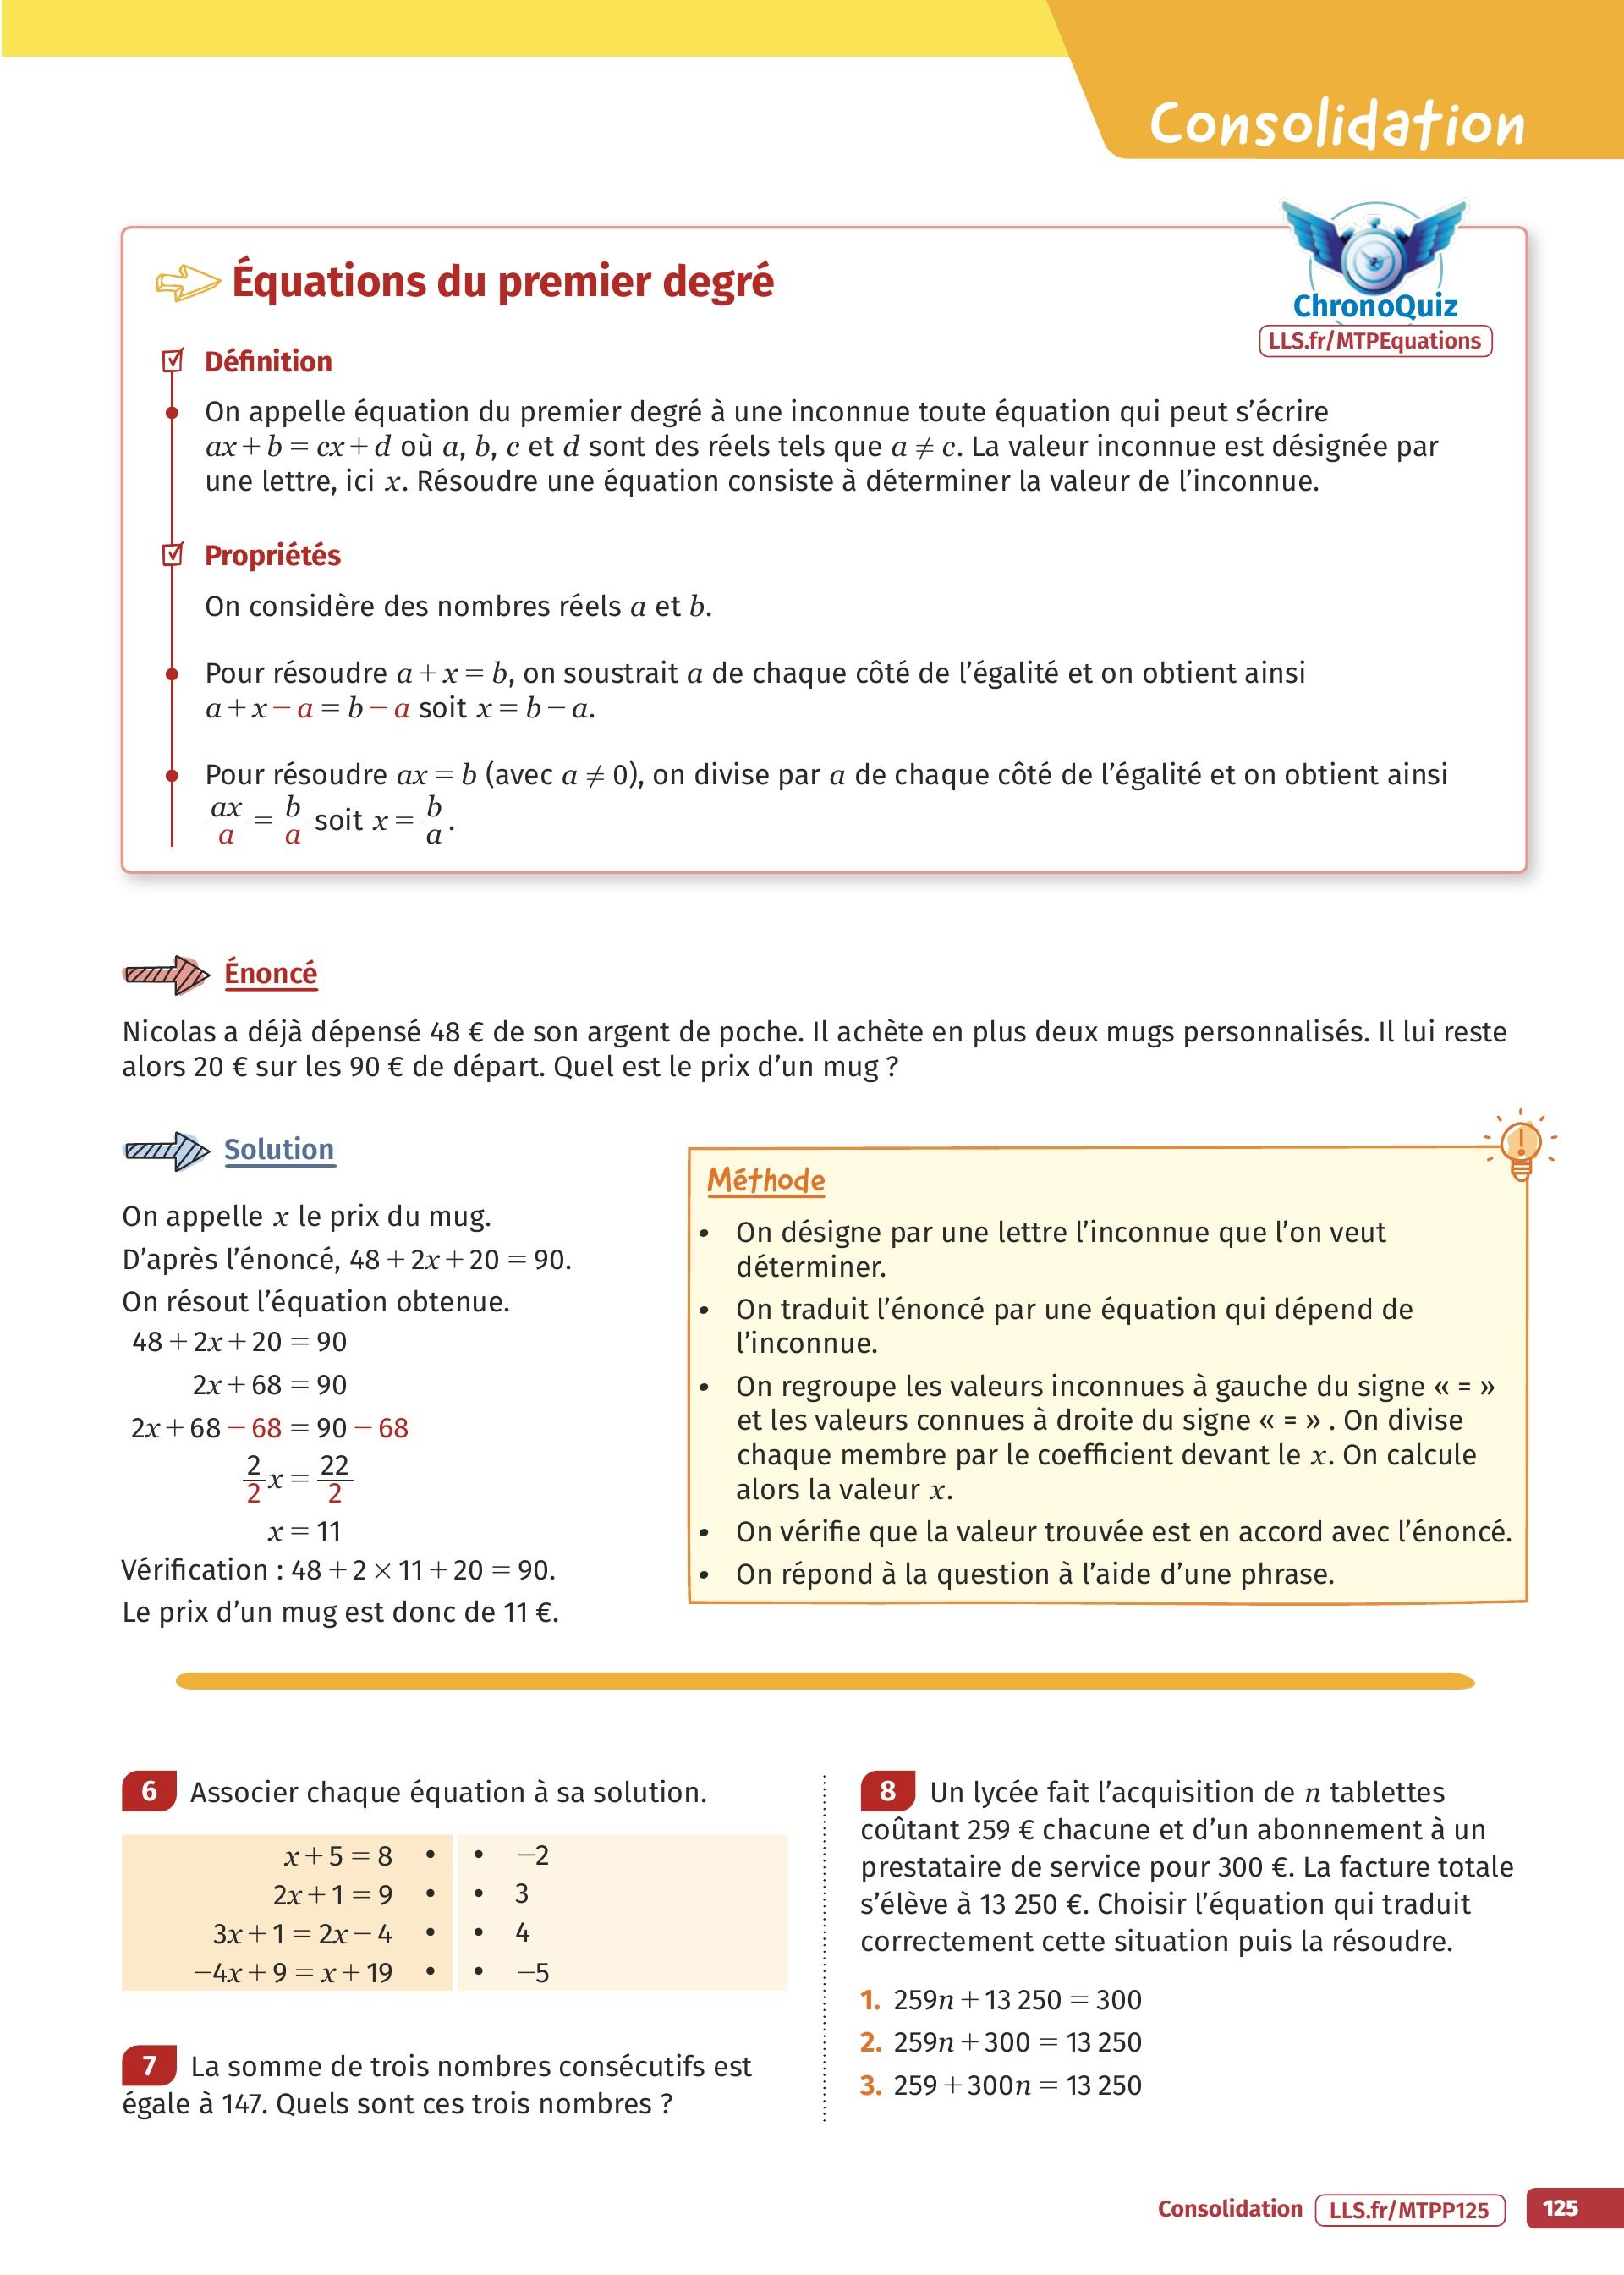 Consolidation
ChronoQuiz
LLS.fr/MTPEquations
Équations du premier degré
Définition
On appelle équation du premier degré à une inconnue toute équation qui peut s’écrire
ax + b = cx + d où a, b, c et d sont des réels tels que a ≠ c. La valeur inconnue est désignée par
une lettre, ici x. Résoudre une équation consiste à déterminer la valeur de l’inconnue.
Propriétés
On considère des nombres réels a et b.
Pour résoudre a + x = b, on soustrait a de chaque côté de l’égalité et on obtient ainsi
a + x − a = b − a soit x = b − a.
Pour résoudre ax = b (avec a ≠ 0), on divise par a de chaque côté de l’égalité et on obtient ainsi
ax/a = b/a soit x = b/a.
Énoncé
Nicolas a déjà dépensé 48 € de son argent de poche. Il achète en plus deux mugs personnalisés. Il lui reste
alors 20 € sur les 90 € de départ. Quel est le prix d’un mug ?
Solution
On appelle x le prix du mug.
D’après l’énoncé, 48 + 2x + 20 = 90.
On résout l’équation obtenue.
48 + 2x + 20 = 90
2x + 68 = 90
2x + 68 − 68 = 90 − 68
2/2 x = 22/2
x = 11
Vérification : 48 + 2 × 11 + 20 = 90.
Le prix d’un mug est donc de 11 €.
Méthode
• On désigne par une lettre l’inconnue que l’on veut
déterminer.
• On traduit l’énoncé par une équation qui dépend de
l’inconnue.
• On regroupe les valeurs inconnues à gauche du signe « = »
et les valeurs connues à droite du signe « = » . On divise
chaque membre par le coefficient devant le x. On calcule
alors la valeur x.
• On vérifie que la valeur trouvée est en accord avec l’énoncé.
• On répond à la question à l’aide d’une phrase.
6 Associer chaque équation à sa solution.
x + 5 = 8 • • −2
2x + 1 = 9 • • 3
3x + 1 = 2x − 4 • • 4
−4x + 9 = x + 19 • • −5
7 La somme de trois nombres consécutifs est
égale à 147. Quels sont ces trois nombres ?
8 Un lycée fait l’acquisition de n tablettes
coûtant 259 € chacune et d’un abonnement à un
prestataire de service pour 300 €. La facture totale
s’élève à 13 250 €. Choisir l’équation qui traduit
correctement cette situation puis la résoudre.
1. 259n + 13 250 = 300
2. 259n + 300 = 13 250
3. 259 + 300n = 13 250
Consolidation LLS.fr/MTPP125 125